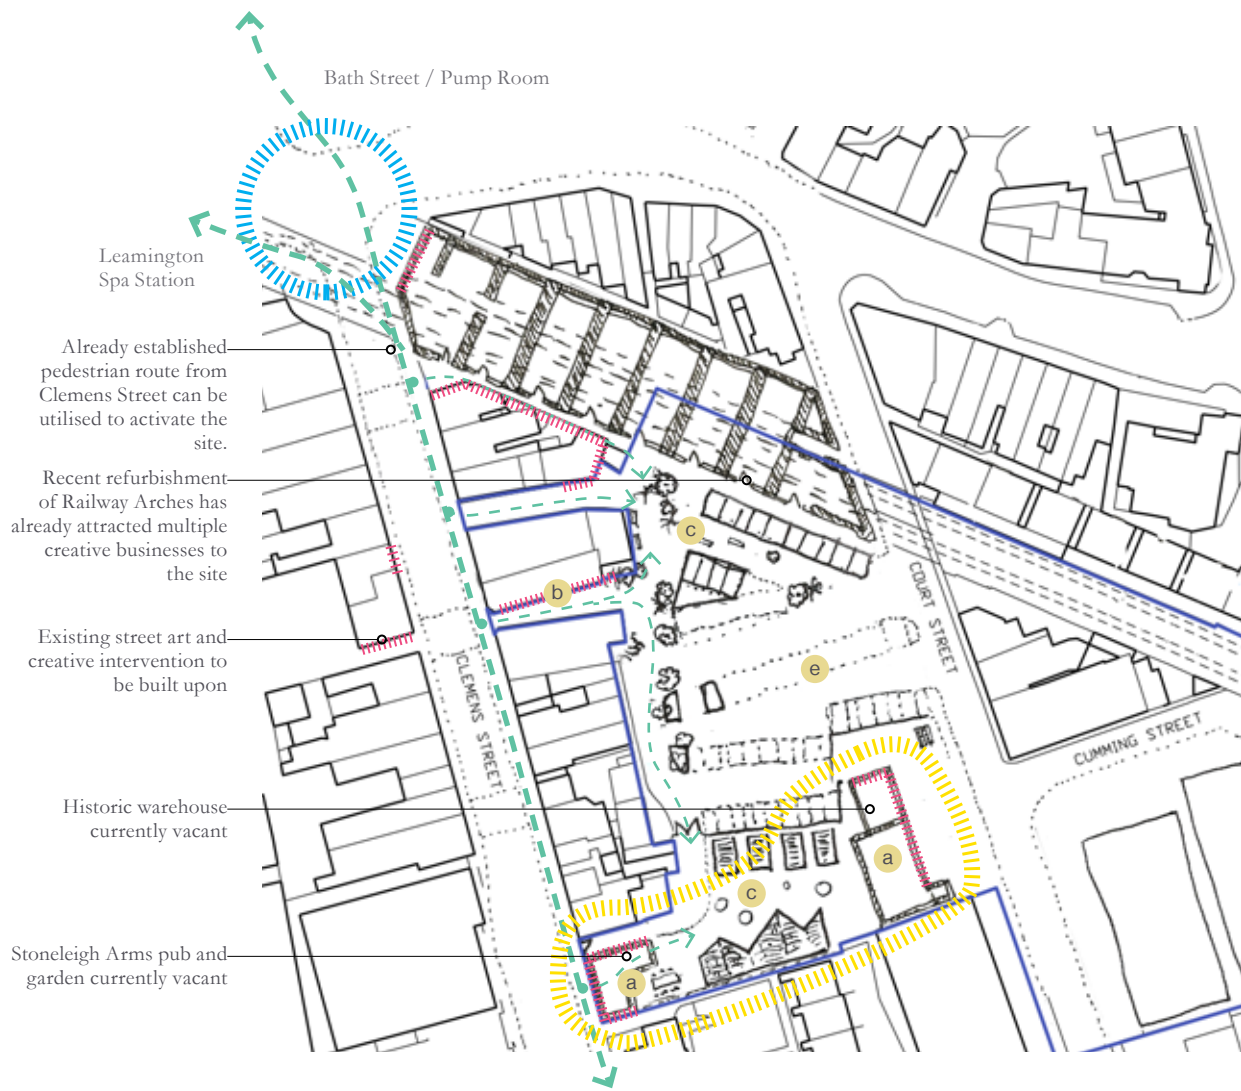 Bath Street / Pump Room
Leamington
Spa Station
Already established
pedestrian route from
Clemens Street can be
utilised to activate the
site.
Recent refurbishment
of Railway Arches has
already attracted multiple
creative businesses to
the site
Existing street art and
creative intervention to
be built upon
Historic warehouse
currently vacant
Stoneleigh Arms pub and
garden currently vacant
c
b
e
a
c
a
CLEMENS STREET
COURT STREET
CUMMING STREET